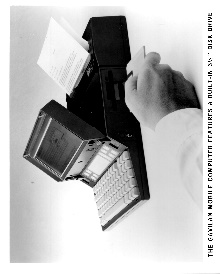 THE GAVILAN MOBILE COMPUTER FEATURES A BUILT-IN 3½" DISK DRIVE